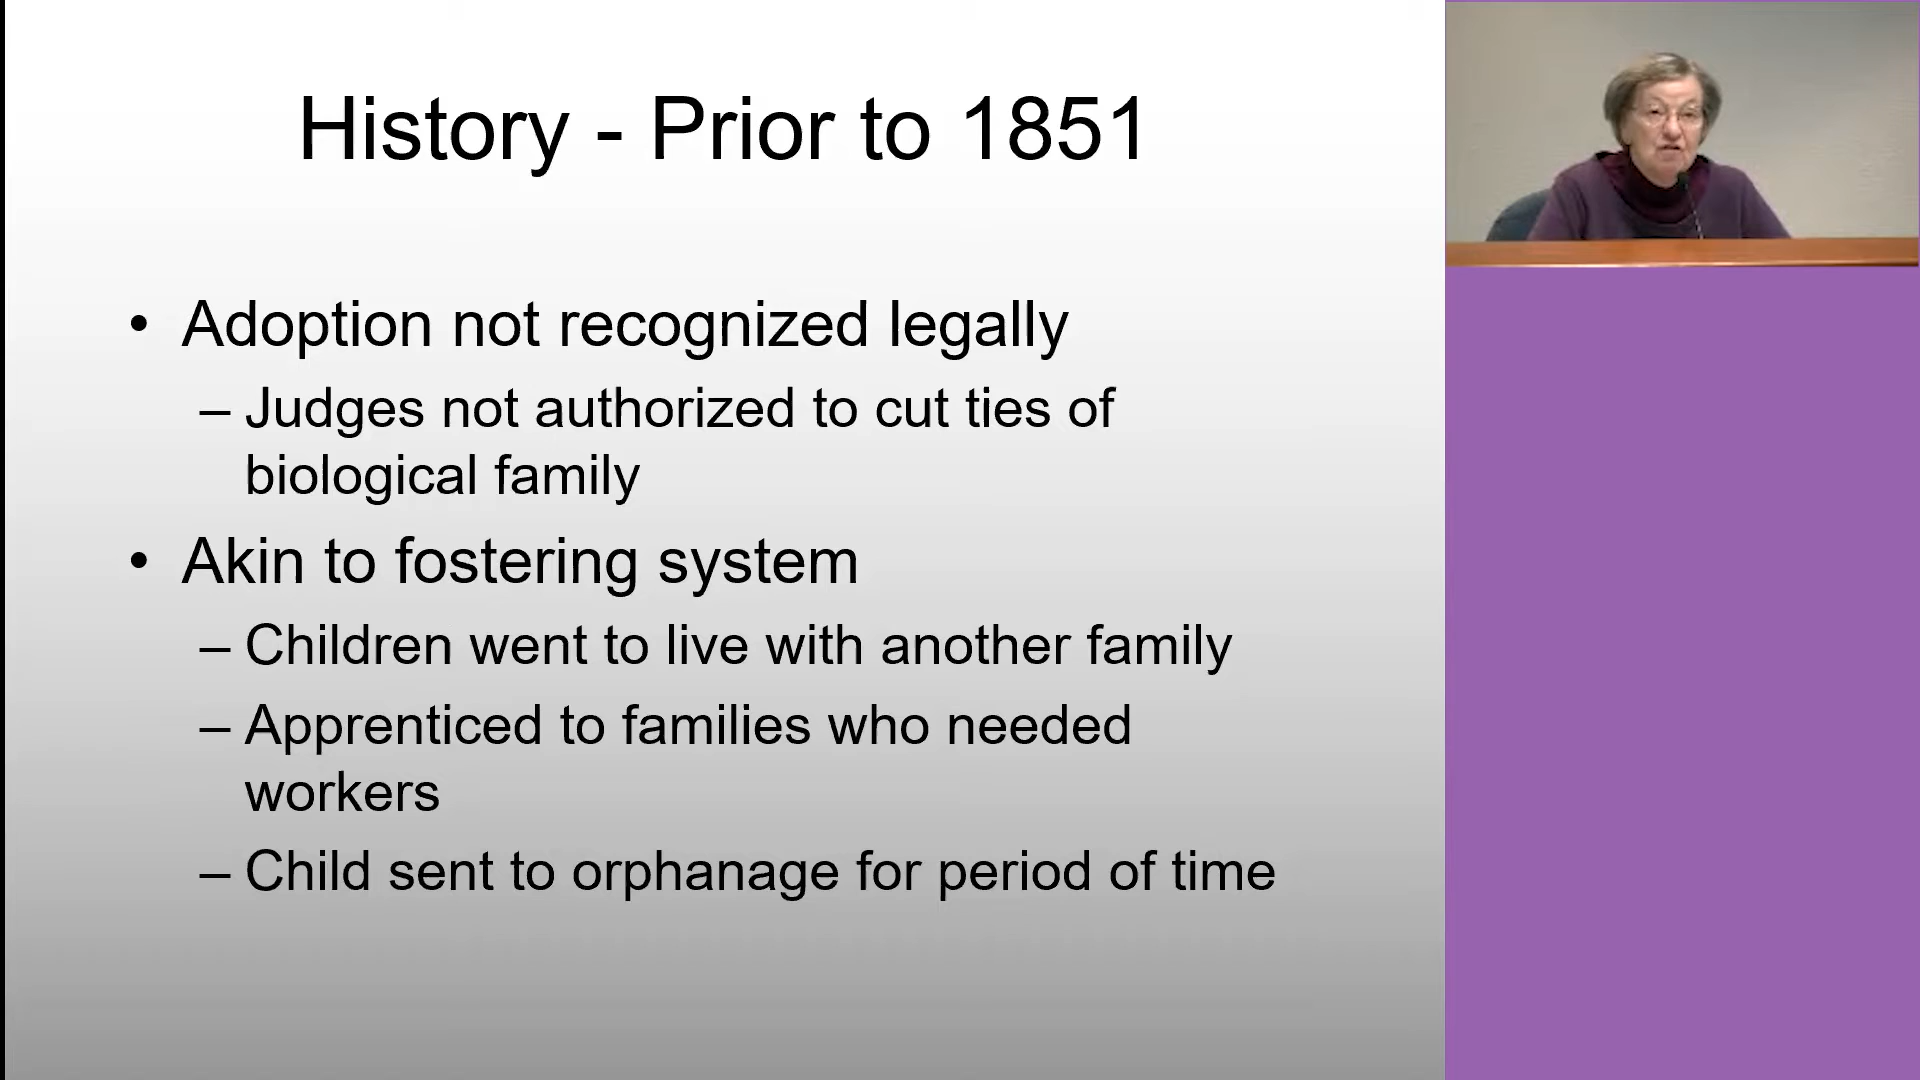 History - Prior to 1851
• Adoption not recognized legally
– Judges not authorized to cut ties of
biological family
• Akin to fostering system
– Children went to live with another family
– Apprenticed to families who needed
workers
– Child sent to orphanage for period of time